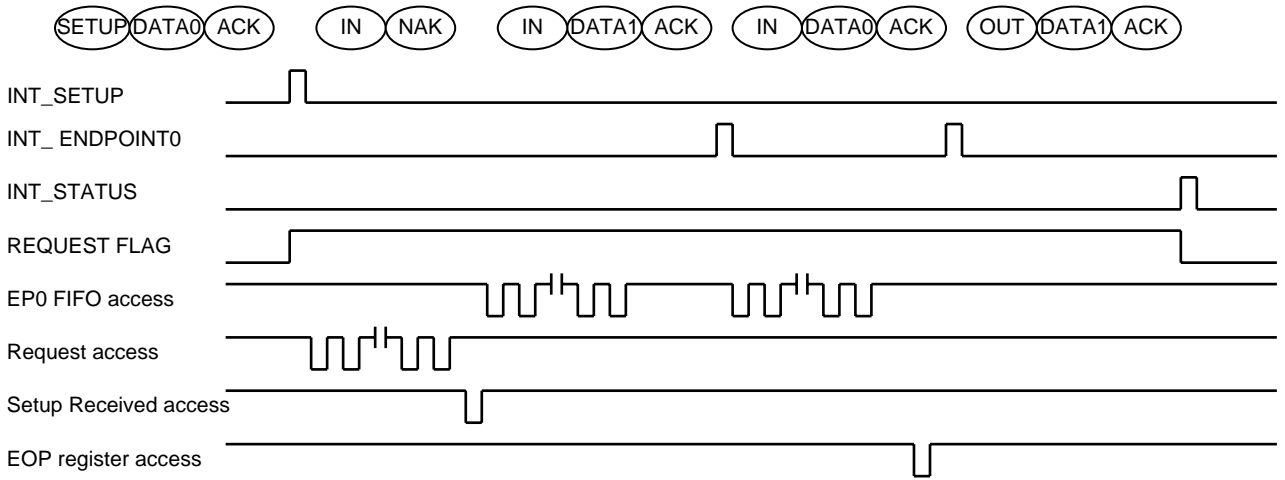 SETUP DATA0 ACK IN NAK IN DATA1 ACK IN DATA0 ACK OUT DATA1 ACK
INT_SETUP
INT_ ENDPOINT0
INT_STATUS
REQUEST FLAG
EP0 FIFO access
Request access
Setup Received access
EOP register access